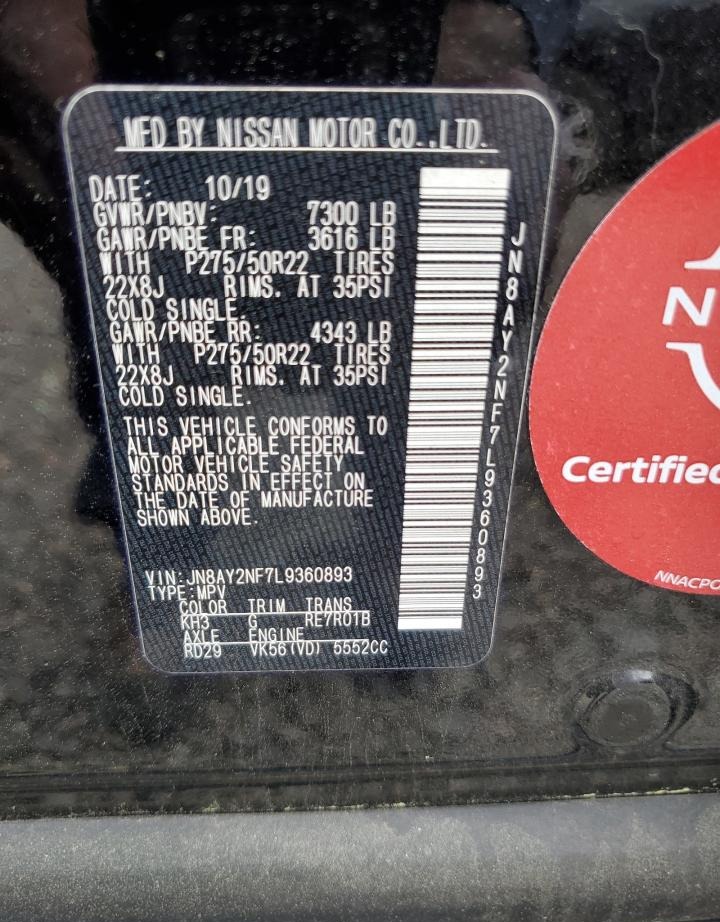 MFD BY NISSAN MOTOR CO.,LTD.
DATE: 10/19
GVWR/PNBV: 7300 LB
GAWR/PNBE FR: 3616 LB
WITH P275/50R22 TIRES
22X8J RIMS. AT 35PSI
COLD SINGLE.
GAWR/PNBE RR: 4343 LB
WITH P275/50R22 TIRES
22X8J RIMS. AT 35PSI
COLD SINGLE.
THIS VEHICLE CONFORMS TO
ALL APPLICABLE FEDERAL
MOTOR VEHICLE SAFETY
STANDARDS IN EFFECT ON
THE DATE OF MANUFACTURE
SHOWN ABOVE.
VIN:JN8AY2NF7L9360893
TYPE:MPV
COLOR TRIM TRANS
KH3 G RE7R01B
AXLE ENGINE
RD29 VK56(VD) 5552CC
JN8AY2NF7L9360893
Certified